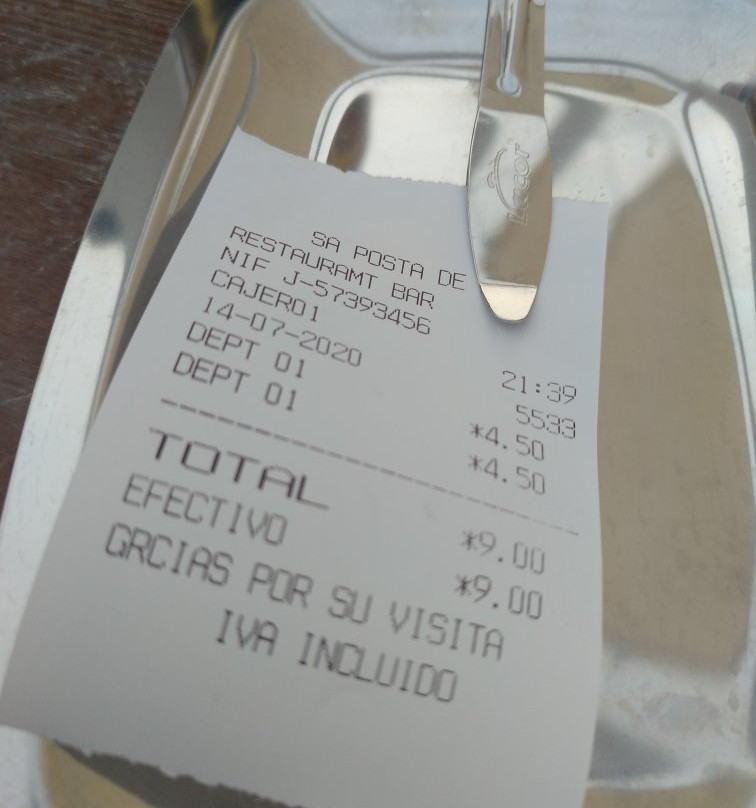 Lacor
SA POSTA DE
RESTAURAMT BAR
NIF J-57393456
CAJERO1 21:39
14-07-2020 5533
DEPT 01 *4.50
DEPT 01 *4.50
TOTAL *9.00
EFECTIVO *9.00
GRCIAS POR SU VISITA
IVA INCLUIDO